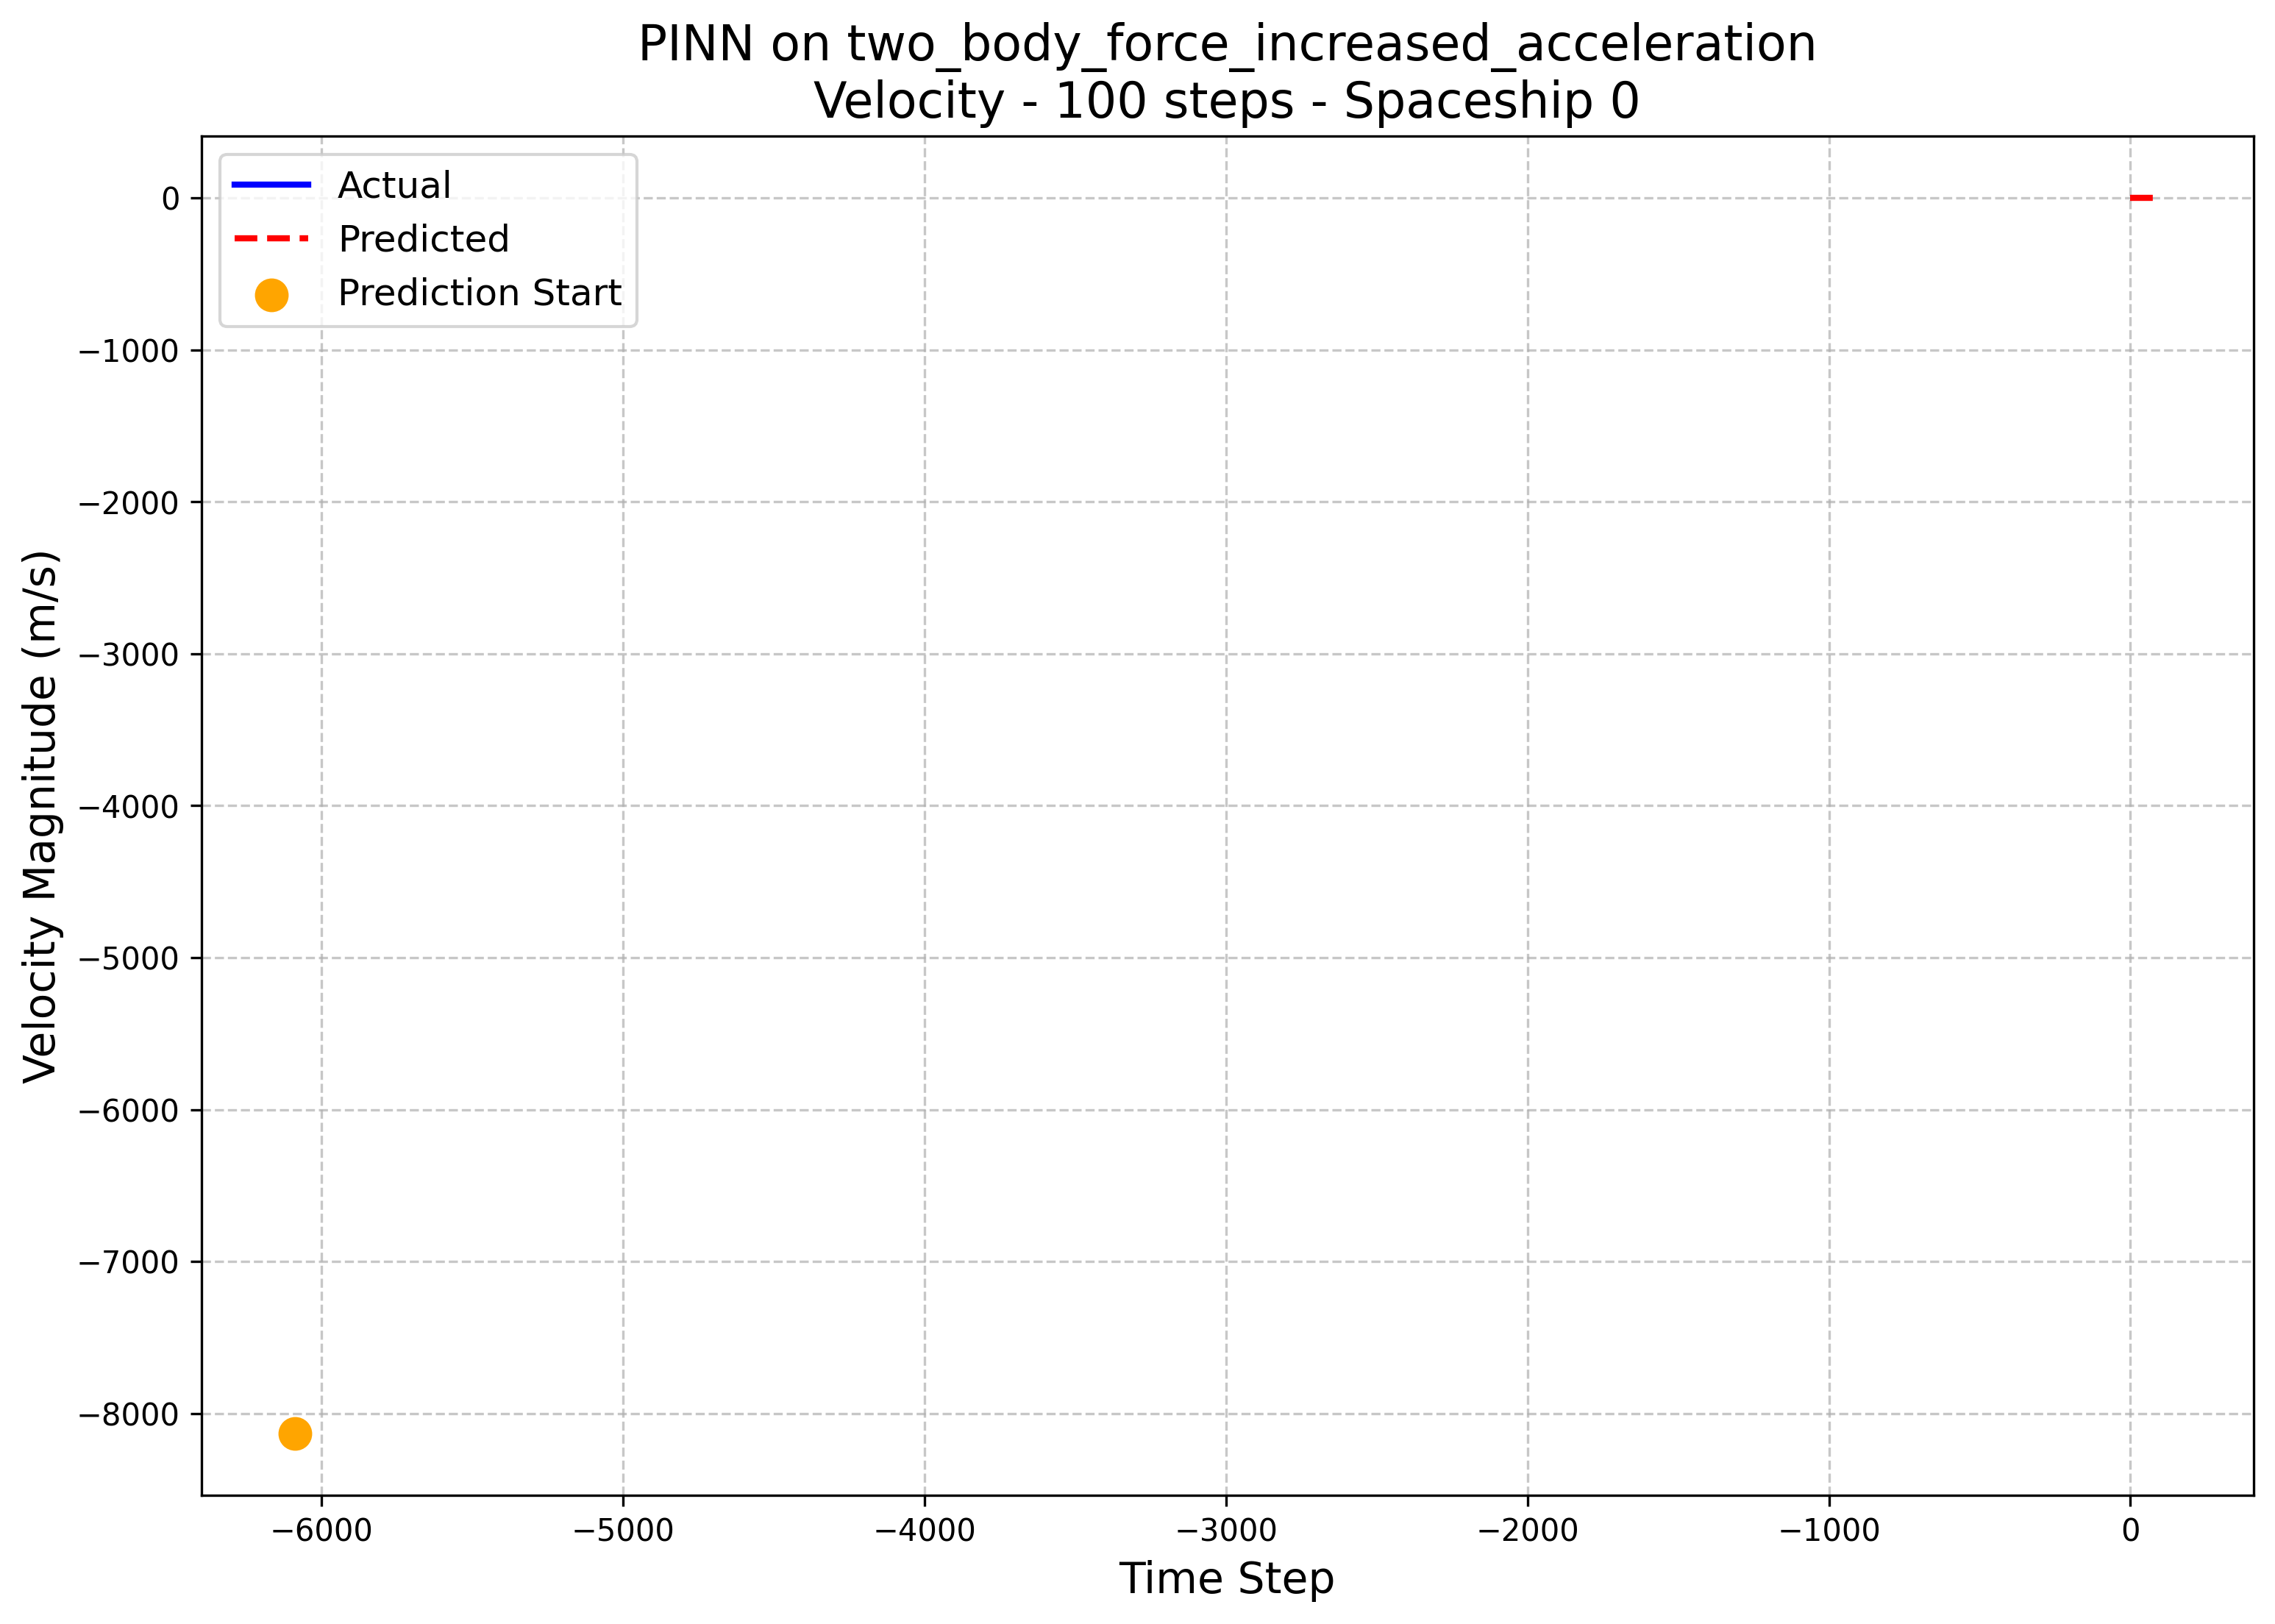 PINN on two_body_force_increased_acceleration
Velocity - 100 steps - Spaceship 0
Actual
Predicted
Prediction Start
0
−1000
−2000
−3000
−4000
−5000
−6000
−7000
−8000
Velocity Magnitude (m/s)
−6000
−5000
−4000
−3000
−2000
−1000
0
Time Step